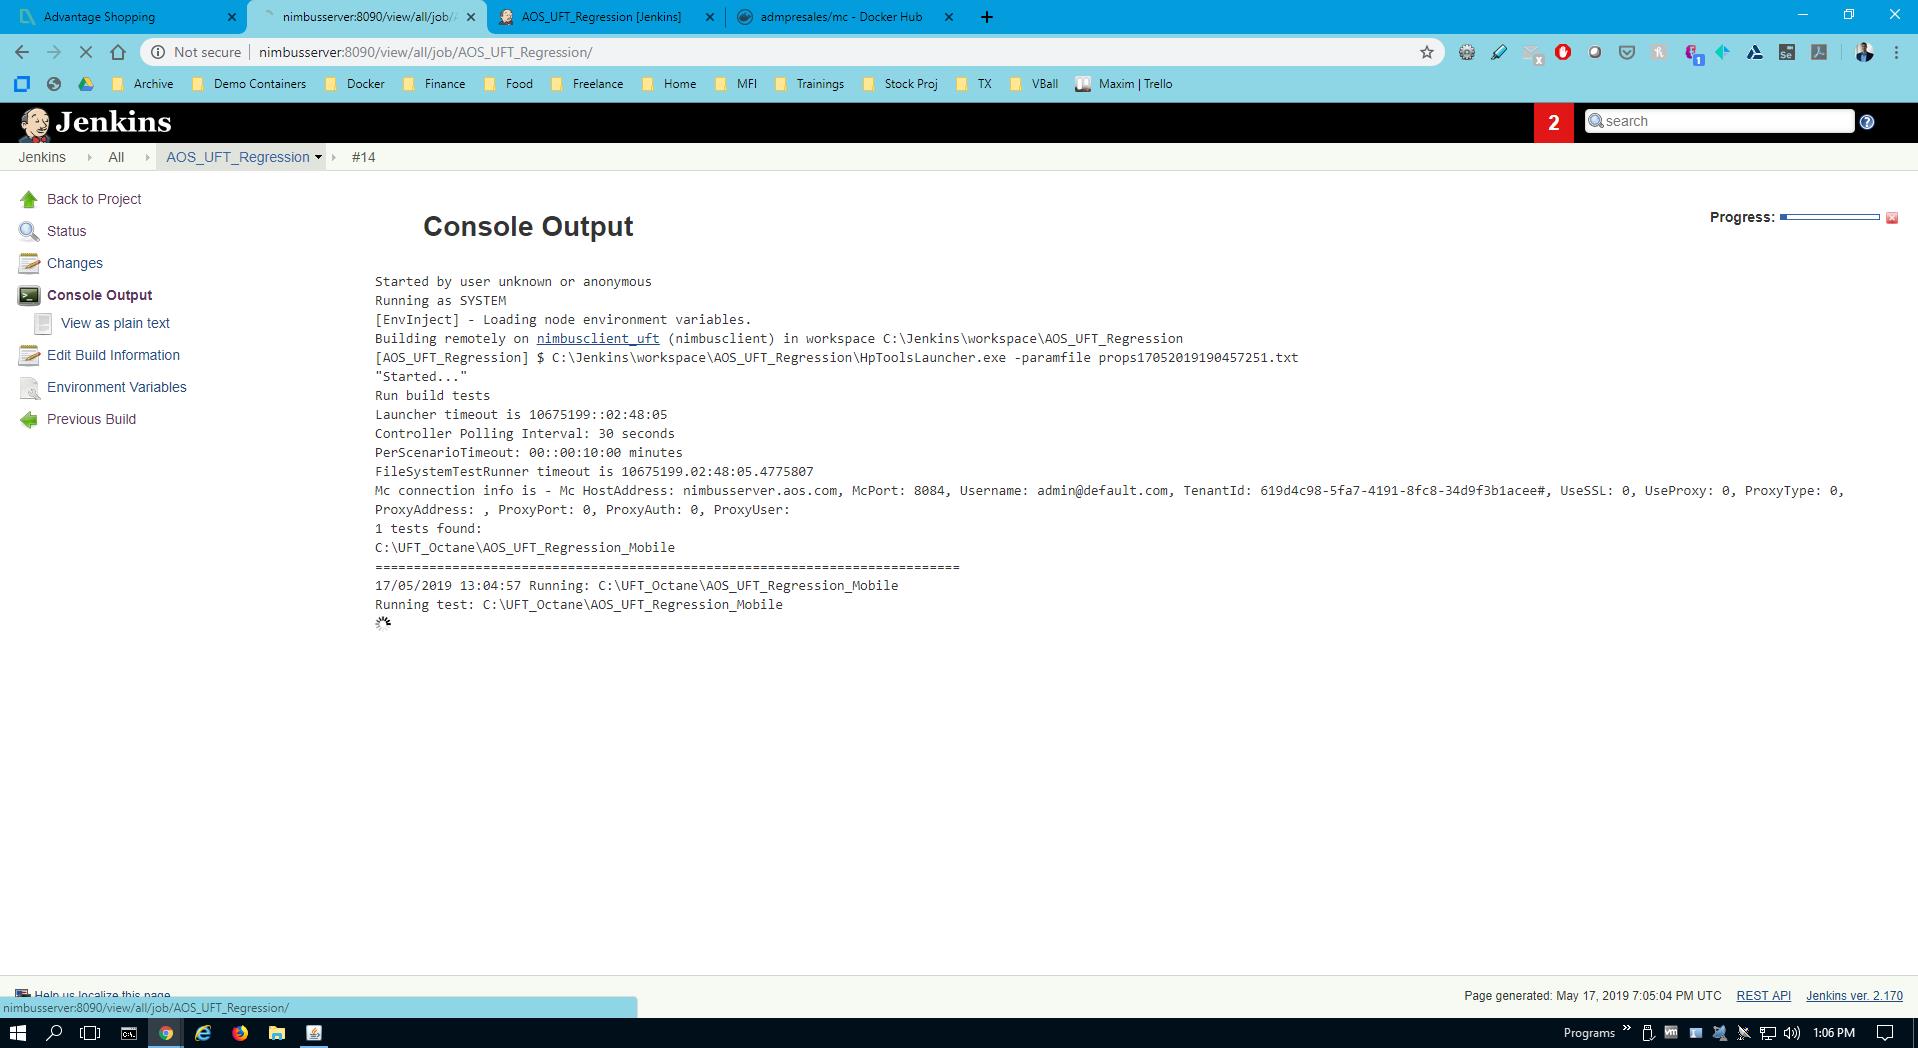 Advantage Shopping
nimbusserver:8090/view/all/job/A
AOS_UFT_Regression [Jenkins]
admpresales/mc - Docker Hub
Not secure
nimbusserver:8090/view/all/job/AOS_UFT_Regression/
Archive
Demo Containers
Docker
Finance
Food
Freelance
Home
MFI
Trainings
Stock Proj
TX
VBall
Maxim | Trello
Jenkins
2
search
Jenkins
All
AOS_UFT_Regression
#14
Back to Project
Status
Changes
Console Output
View as plain text
Edit Build Information
Environment Variables
Previous Build
Console Output
Progress:
Started by user unknown or anonymous
Running as SYSTEM
[EnvInject] - Loading node environment variables.
Building remotely on nimbusclient_uft (nimbusclient) in workspace C:\Jenkins\workspace\AOS_UFT_Regression
[AOS_UFT_Regression] $ C:\Jenkins\workspace\AOS_UFT_Regression\HpToolsLauncher.exe -paramfile props17052019190457251.txt
"Started..."
Run build tests
Launcher timeout is 10675199::02:48:05
Controller Polling Interval: 30 seconds
PerScenarioTimeout: 00::00:10:00 minutes
FileSystemTestRunner timeout is 10675199.02:48:05.4775807
Mc connection info is - Mc HostAddress: nimbusserver.aos.com, McPort: 8084, Username: admin@default.com, TenantId: 619d4c98-5fa7-4191-8fc8-34d9f3b1acee#, UseSSL: 0, UseProxy: 0, ProxyType: 0,
ProxyAddress: , ProxyPort: 0, ProxyAuth: 0, ProxyUser:
1 tests found:
C:\UFT_Octane\AOS_UFT_Regression_Mobile
============================================================================
17/05/2019 13:04:57 Running: C:\UFT_Octane\AOS_UFT_Regression_Mobile
Running test: C:\UFT_Octane\AOS_UFT_Regression_Mobile
Help us localize this page
nimbusserver:8090/view/all/job/AOS_UFT_Regression/
Page generated: May 17, 2019 7:05:04 PM UTC
REST API
Jenkins ver. 2.170
Programs
1:06 PM